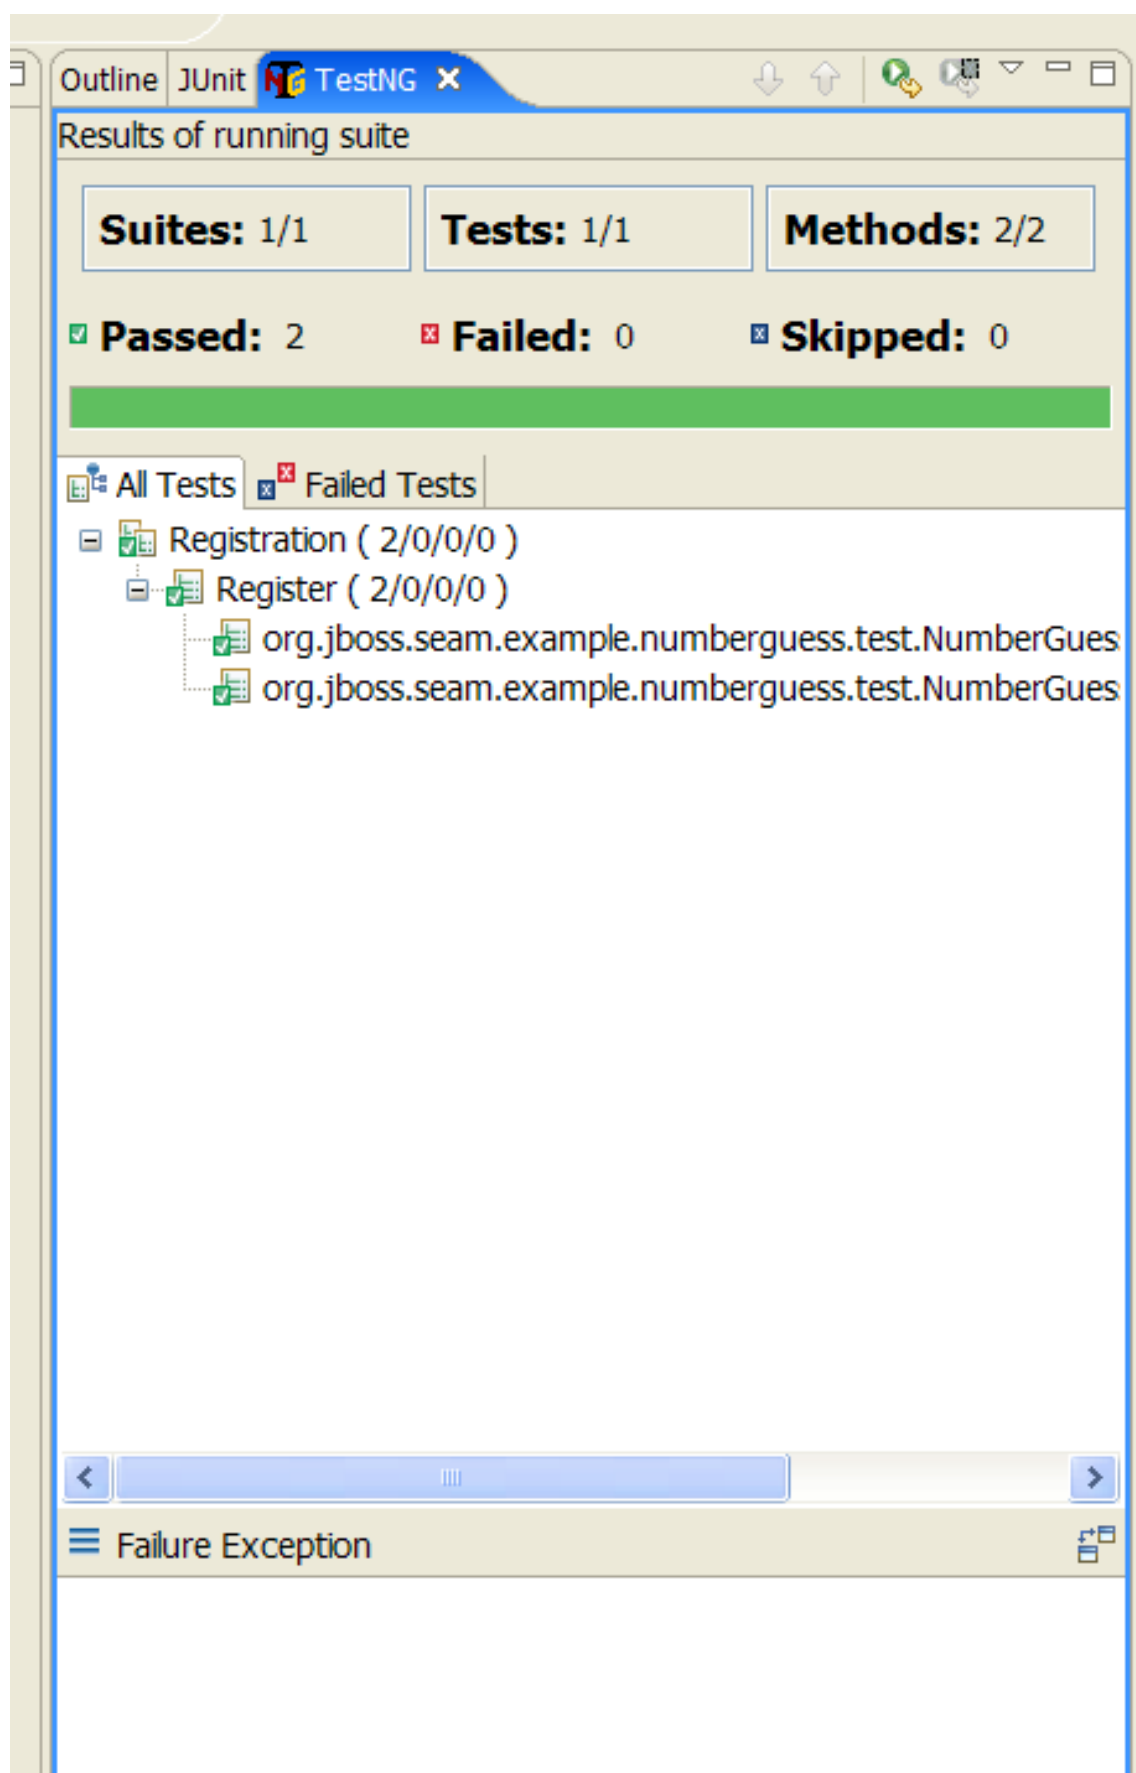 Outline JUnit TestNG
Results of running suite
Suites: 1/1 Tests: 1/1 Methods: 2/2
Passed: 2 Failed: 0 Skipped: 0
All Tests Failed Tests
Registration ( 2/0/0/0 )
Register ( 2/0/0/0 )
org.jboss.seam.example.numberguess.test.NumberGues
org.jboss.seam.example.numberguess.test.NumberGues
Failure Exception